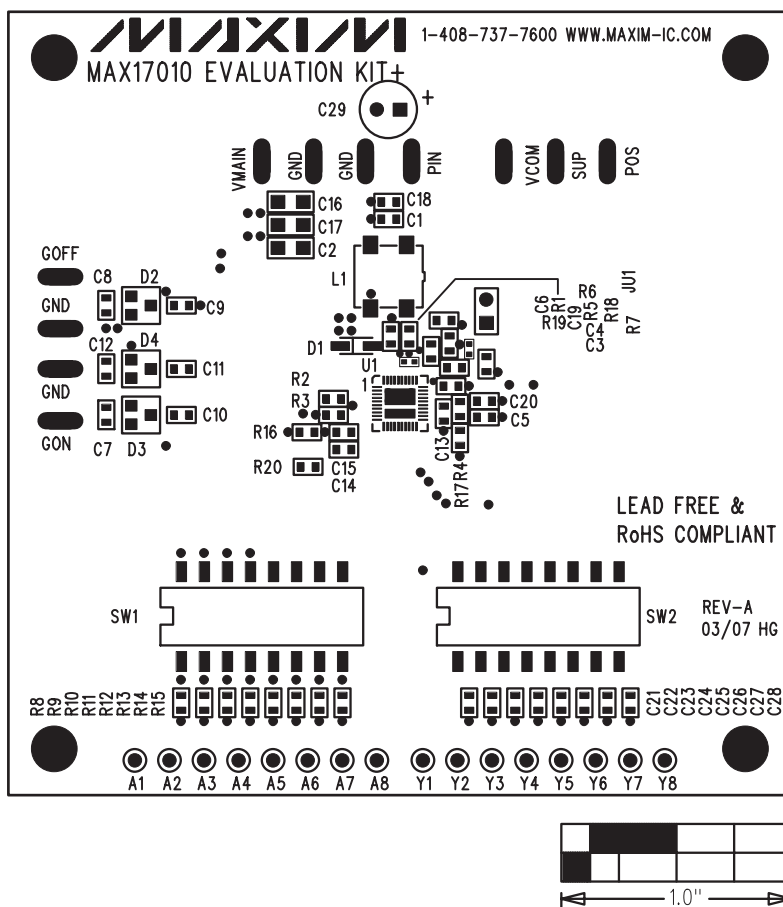 MAXIM 1-408-737-7600 WWW.MAXIM-IC.COM
MAX17010 EVALUATION KIT+
C29 +
VMAIN GND GND PIN VCOM SUP POS
C16
C18
C17
C1
C2
GOFF
L1
C8 D2
C9
GND
C6 R1 R6 JU1
R19 C19 R5 R18
C4 R7
C3
C12 D4
D1
U1
1
C11
GND
R2
R3
C20
C10
C5
GON
C7 D3
R16
C13
R20
C15
C14
R17 R4
LEAD FREE &
RoHS COMPLIANT
SW1
SW2
REV-A
03/07 HG
R8 R9 R10 R11 R12 R13 R14 R15
C21 C22 C23 C24 C25 C26 C27 C28
A1 A2 A3 A4 A5 A6 A7 A8 Y1 Y2 Y3 Y4 Y5 Y6 Y7 Y8
1.0"